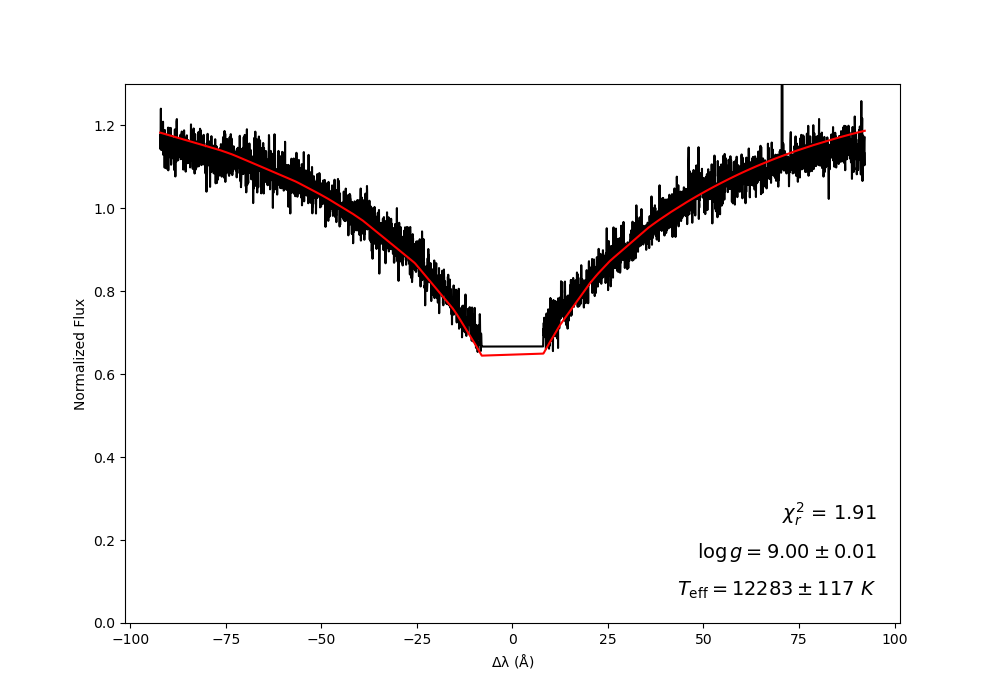 1.2
1.0
0.8
0.6
0.4
0.2
0.0
Normalized Flux
χ²ᵣ = 1.91
log g = 9.00 ± 0.01
T_eff = 12283 ± 117 K
−100 −75 −50 −25 0 25 50 75 100
Δλ (Å)